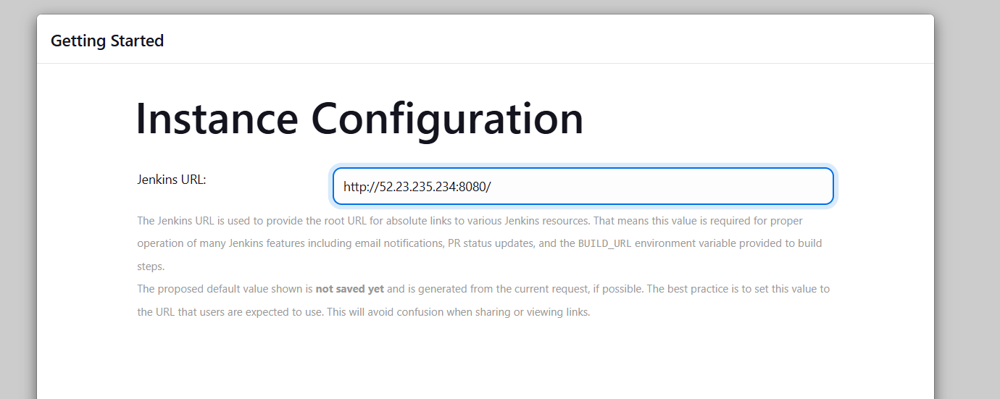 Getting Started
Instance Configuration
Jenkins URL:
http://52.23.235.234:8080/
The Jenkins URL is used to provide the root URL for absolute links to various Jenkins resources. That means this value is required for proper
operation of many Jenkins features including email notifications, PR status updates, and the BUILD_URL environment variable provided to build
steps.
The proposed default value shown is not saved yet and is generated from the current request, if possible. The best practice is to set this value to
the URL that users are expected to use. This will avoid confusion when sharing or viewing links.